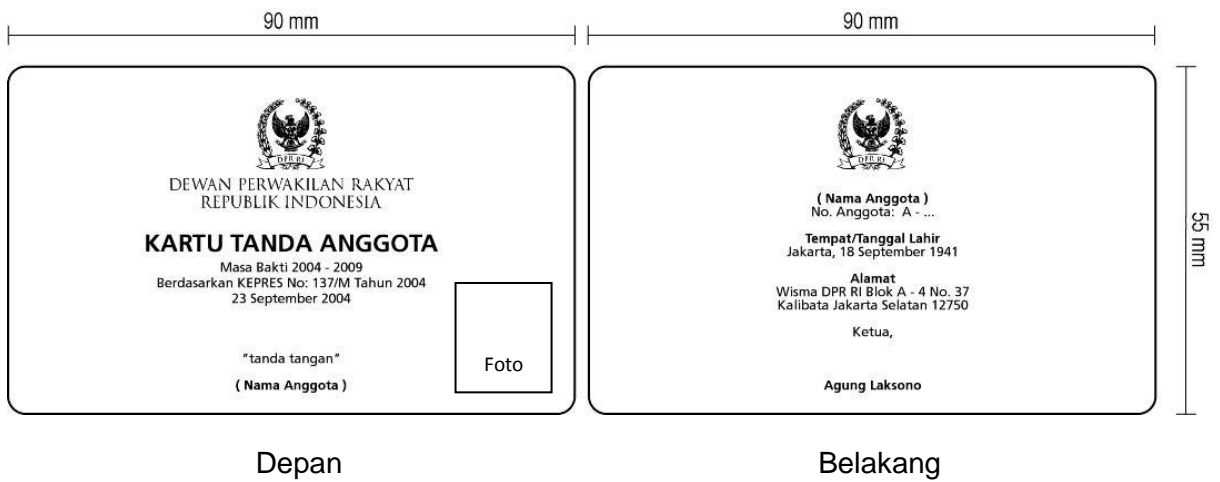 90 mm
90 mm
DPR RI
DEWAN PERWAKILAN RAKYAT
REPUBLIK INDONESIA
KARTU TANDA ANGGOTA
Masa Bakti 2004 - 2009
Berdasarkan KEPRES No: 137/M Tahun 2004
23 September 2004
"tanda tangan"
( Nama Anggota )
Foto
DPR RI
( Nama Anggota )
No. Anggota: A - ...
Tempat/Tanggal Lahir
Jakarta, 18 September 1941
Alamat
Wisma DPR RI Blok A - 4 No. 37
Kalibata Jakarta Selatan 12750
Ketua,
Agung Laksono
55 mm
Depan
Belakang